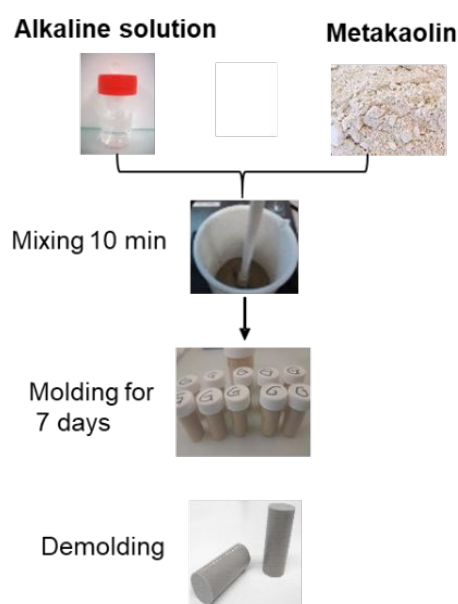 Alkaline solution
Metakaolin
Mixing 10 min
Molding for
7 days
Demolding